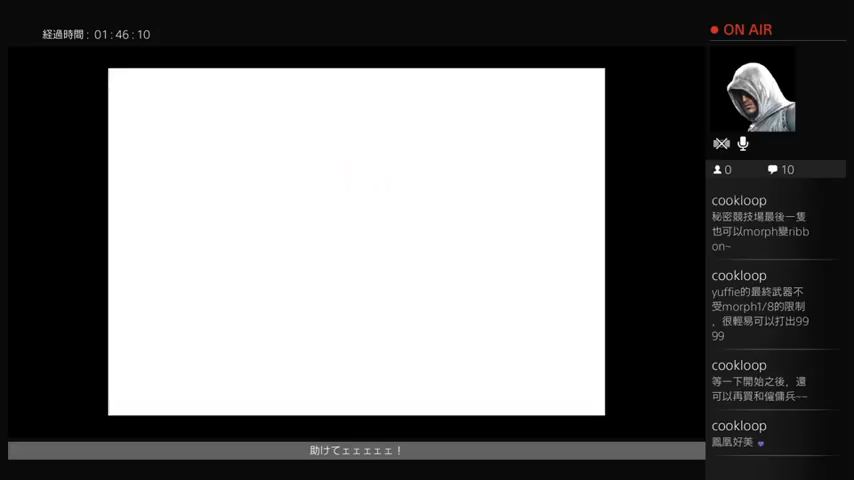 経過時間 : 01:46:10
ON AIR
0 10
cookloop
秘密競技場最後一隻
也可以morph變ribb
on~
cookloop
yuffie的最終武器不
受morph1/8的限制
，很輕易可以打出99
99
cookloop
等一下開始之後，還
可以再買和僱傭兵~~
cookloop
鳳凰好美
助けてェェェェェ！